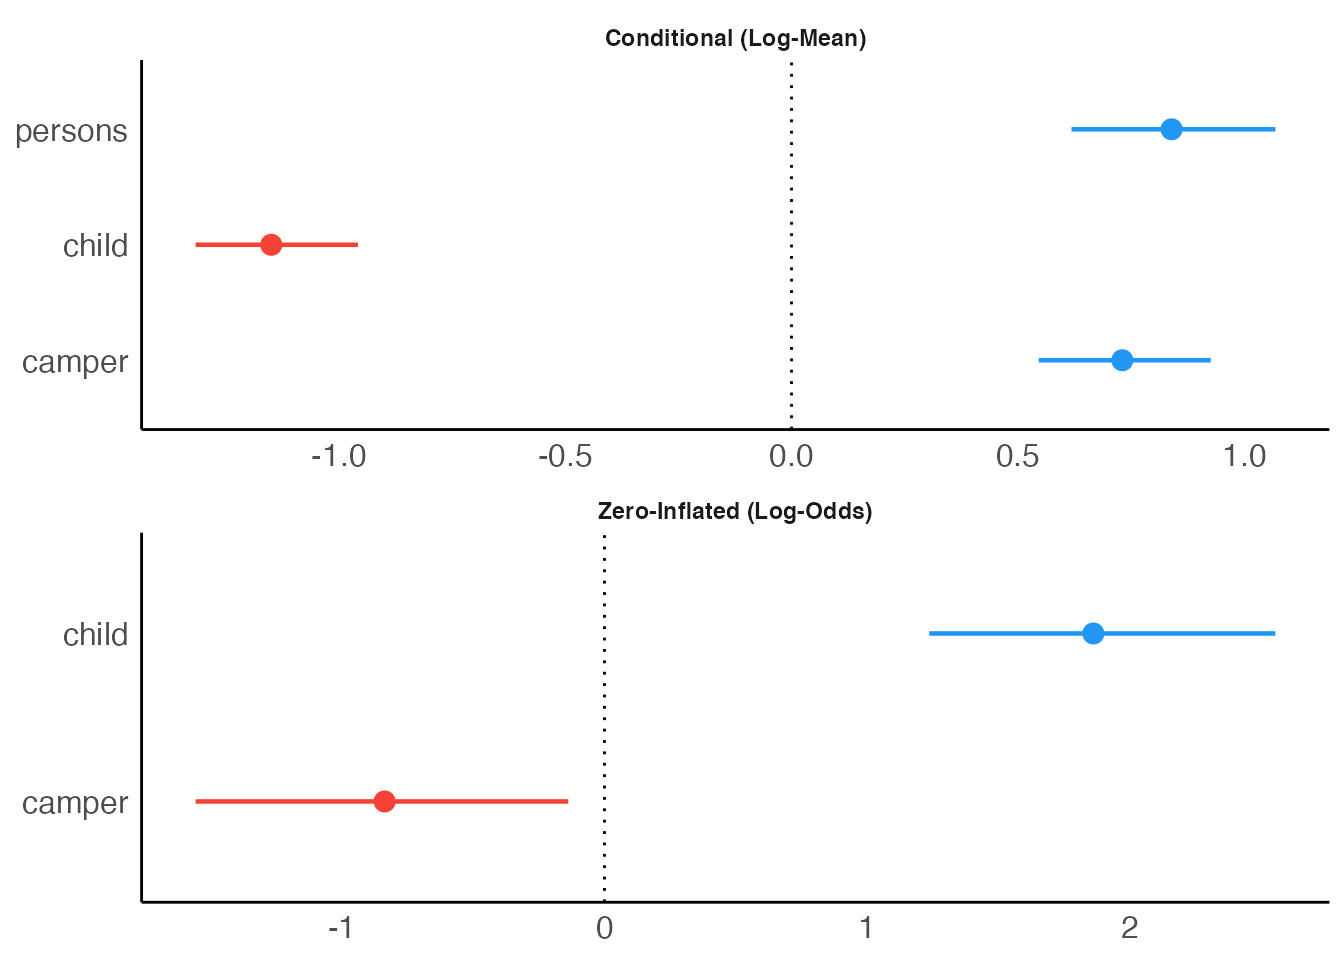 Conditional (Log-Mean)
persons
child
camper
-1.0 -0.5 0.0 0.5 1.0
Zero-Inflated (Log-Odds)
child
camper
-1 0 1 2